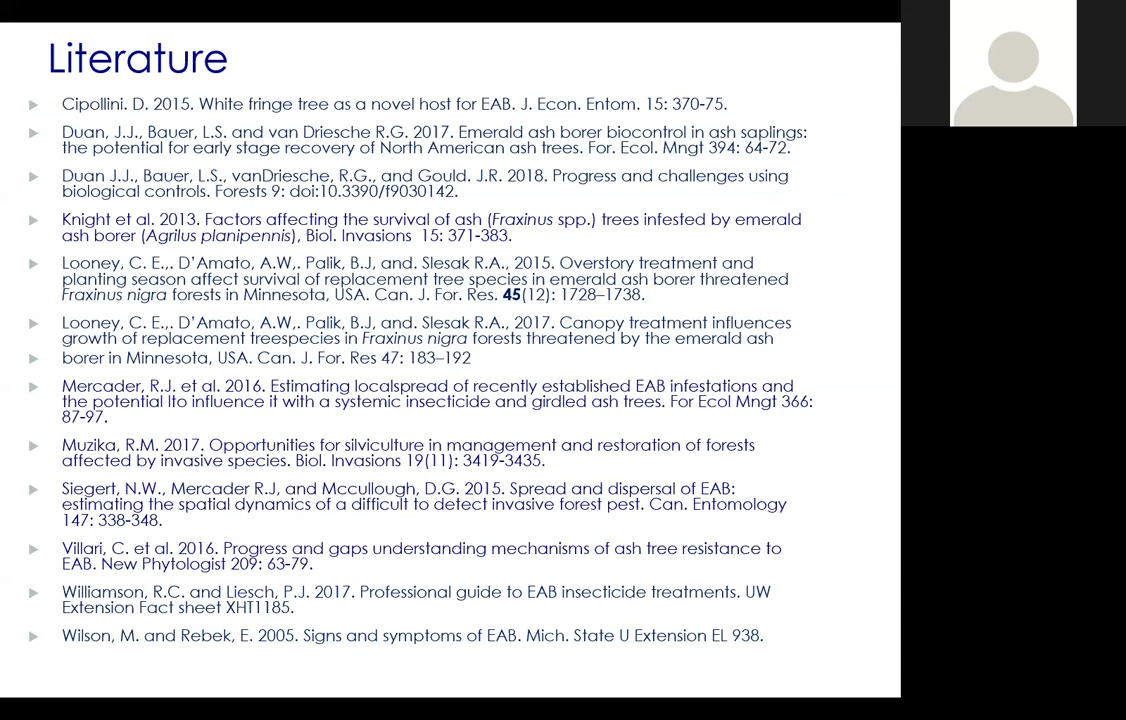 Literature
Cipollini. D. 2015. White fringe tree as a novel host for EAB. J. Econ. Entom. 15: 370-75.
Duan, J.J., Bauer, L.S. and van Driesche R.G. 2017. Emerald ash borer biocontrol in ash saplings:
the potential for early stage recovery of North American ash trees. For. Ecol. Mngt 394: 64-72.
Duan J.J., Bauer, L.S., vanDriesche, R.G., and Gould. J.R. 2018. Progress and challenges using
biological controls. Forests 9: doi:10.3390/f9030142.
Knight et al. 2013. Factors affecting the survival of ash (Fraxinus spp.) trees infested by emerald
ash borer (Agrilus planipennis), Biol. Invasions 15: 371-383.
Looney, C. E.,. D’Amato, A.W,. Palik, B.J, and. Slesak R.A., 2015. Overstory treatment and
planting season affect survival of replacement tree species in emerald ash borer threatened
Fraxinus nigra forests in Minnesota, USA. Can. J. For. Res. 45(12): 1728–1738.
Looney, C. E.,. D’Amato, A.W,. Palik, B.J, and. Slesak R.A., 2017. Canopy treatment influences
growth of replacement treespecies in Fraxinus nigra forests threatened by the emerald ash
borer in Minnesota, USA. Can. J. For. Res 47: 183–192
Mercader, R.J. et al. 2016. Estimating localspread of recently established EAB infestations and
the potential lto influence it with a systemic insecticide and girdled ash trees. For Ecol Mngt 366:
87-97.
Muzika, R.M. 2017. Opportunities for silviculture in management and restoration of forests
affected by invasive species. Biol. Invasions 19(11): 3419-3435.
Siegert, N.W., Mercader R.J, and Mccullough, D.G. 2015. Spread and dispersal of EAB:
estimating the spatial dynamics of a difficult to detect invasive forest pest. Can. Entomology
147: 338-348.
Villari, C. et al. 2016. Progress and gaps understanding mechanisms of ash tree resistance to
EAB. New Phytologist 209: 63-79.
Williamson, R.C. and Liesch, P.J. 2017. Professional guide to EAB insecticide treatments. UW
Extension Fact sheet XHT1185.
Wilson, M. and Rebek, E. 2005. Signs and symptoms of EAB. Mich. State U Extension EL 938.